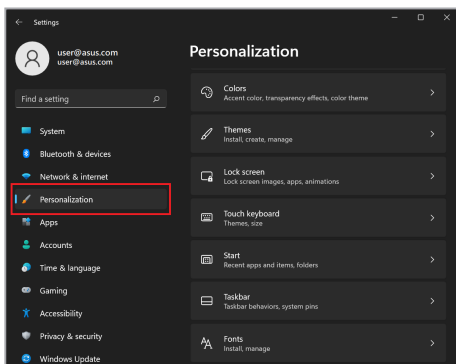 Settings
user@asus.com
user@asus.com
Find a setting
System
Bluetooth & devices
Network & internet
Personalization
Apps
Accounts
Time & language
Gaming
Accessibility
Privacy & security
Windows Update
Personalization
Colors
Accent color, transparency effects, color theme
Themes
Install, create, manage
Lock screen
Lock screen images, apps, animations
Touch keyboard
Themes, size
Start
Recent apps and items, folders
Taskbar
Taskbar behaviors, system pins
Fonts
Install, manage